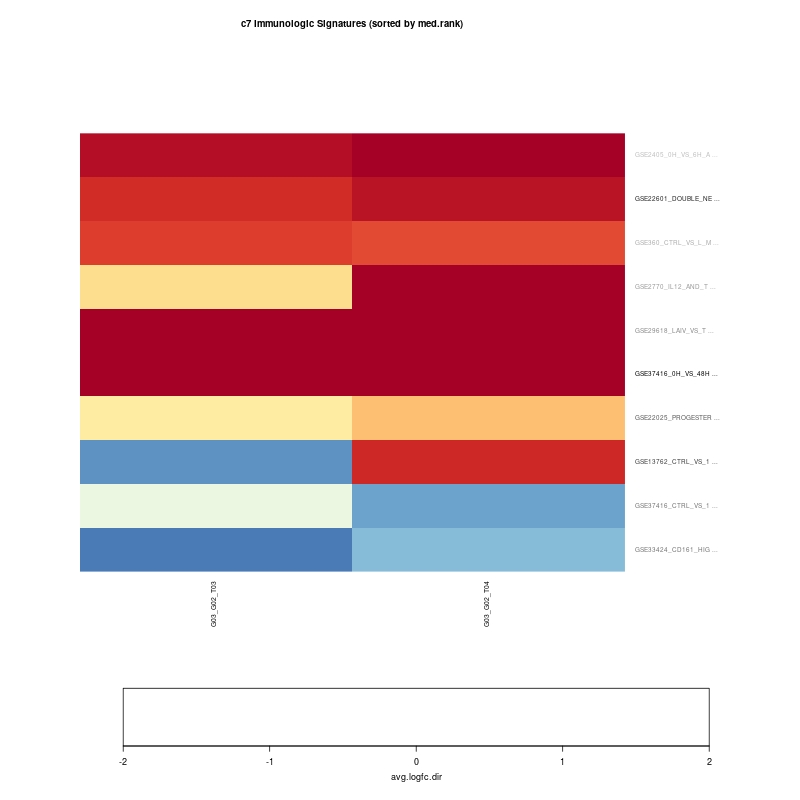 c7 Immunologic Signatures (sorted by med.rank)
GSE2405_0H_VS_6H_A ...
GSE22601_DOUBLE_NE ...
GSE360_CTRL_VS_L_M ...
GSE2770_IL12_AND_T ...
GSE29618_LAIV_VS_T ...
GSE37416_0H_VS_48H ...
GSE22025_PROGESTER ...
GSE13762_CTRL_VS_1 ...
GSE37416_CTRL_VS_1 ...
GSE33424_CD161_HIG ...
G03_G02_T03
G03_G02_T04
-2 -1 0 1 2
avg.logfc.dir